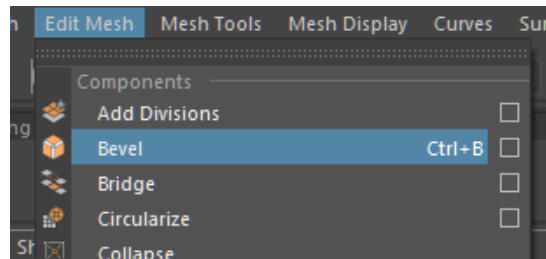 Edit Mesh Mesh Tools Mesh Display Curves
Components
Add Divisions
Bevel Ctrl+B
Bridge
Circularize
Collapse